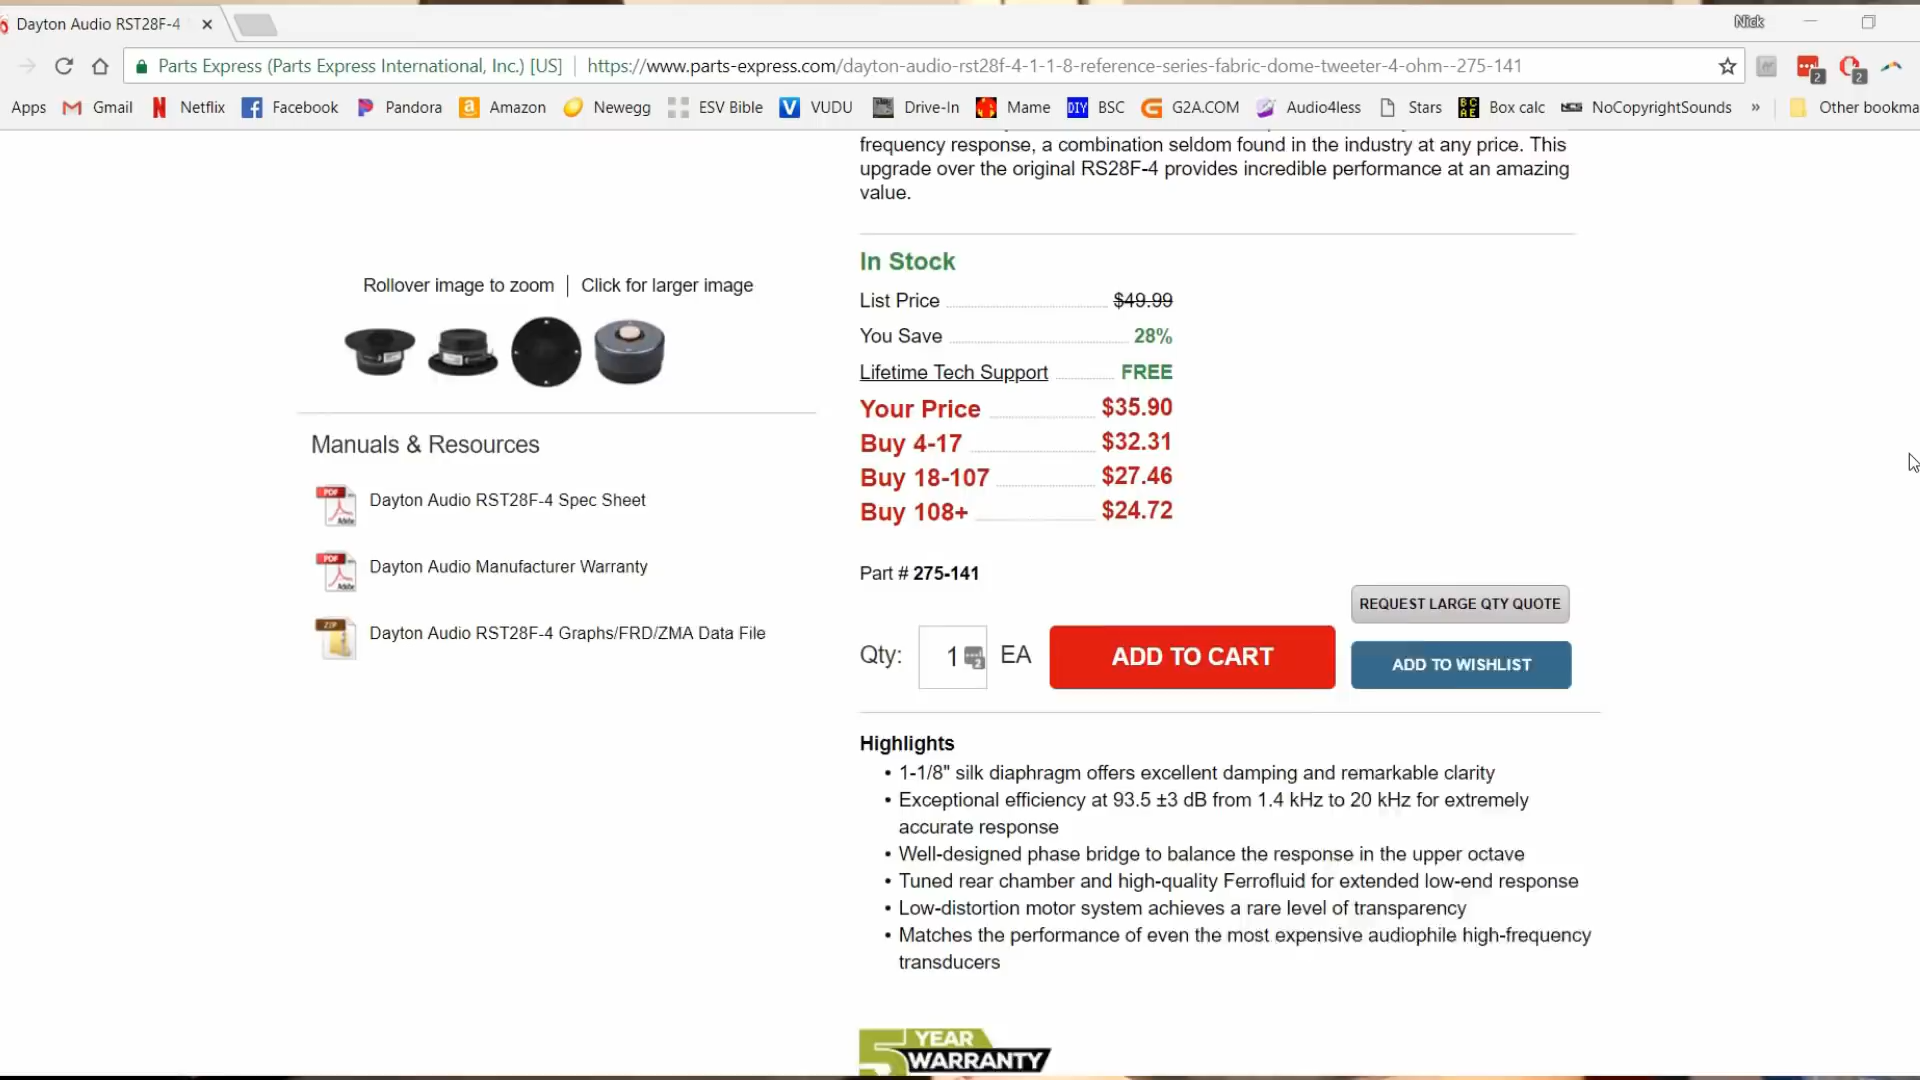 Dayton Audio RST28F-4
Nick
Parts Express (Parts Express International, Inc.) [US]
https://www.parts-express.com/dayton-audio-rst28f-4-1-1-8-reference-series-fabric-dome-tweeter-4-ohm--275-141
2
2
Apps
Gmail
Netflix
Facebook
Pandora
Amazon
Newegg
ESV Bible
VUDU
Drive-In
Mame
DIY BSC
G2A.COM
Audio4less
Stars
Box calc
NoCopyrightSounds
»
Other bookma
frequency response, a combination seldom found in the industry at any price. This
upgrade over the original RS28F-4 provides incredible performance at an amazing
value.
Rollover image to zoom | Click for larger image
Manuals & Resources
PDF Adobe Dayton Audio RST28F-4 Spec Sheet
PDF Adobe Dayton Audio Manufacturer Warranty
ZIP Dayton Audio RST28F-4 Graphs/FRD/ZMA Data File
In Stock
List Price $49.99
You Save 28%
Lifetime Tech Support FREE
Your Price $35.90
Buy 4-17 $32.31
Buy 18-107 $27.46
Buy 108+ $24.72
Part # 275-141
REQUEST LARGE QTY QUOTE
Qty: 1 2 EA ADD TO CART
ADD TO WISHLIST
Highlights
• 1-1/8" silk diaphragm offers excellent damping and remarkable clarity
• Exceptional efficiency at 93.5 ±3 dB from 1.4 kHz to 20 kHz for extremely
accurate response
• Well-designed phase bridge to balance the response in the upper octave
• Tuned rear chamber and high-quality Ferrofluid for extended low-end response
• Low-distortion motor system achieves a rare level of transparency
• Matches the performance of even the most expensive audiophile high-frequency
transducers
5 YEAR
WARRANTY